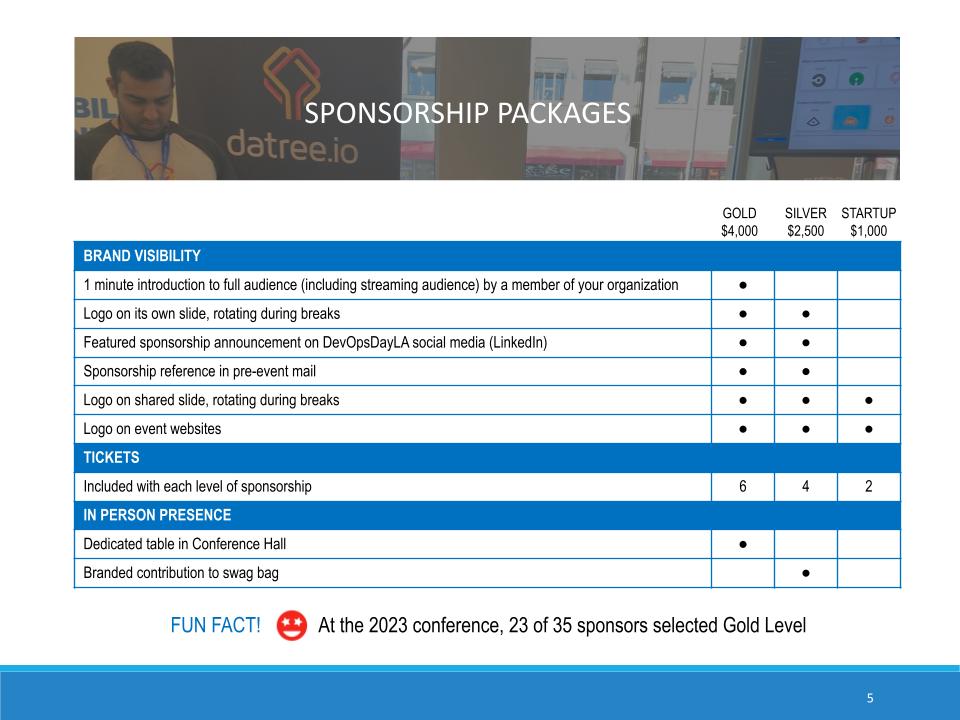 BIL
datree.io
SPONSORSHIP PACKAGES
GOLD SILVER STARTUP
$4,000 $2,500 $1,000
BRAND VISIBILITY
1 minute introduction to full audience (including streaming audience) by a member of your organization ●
Logo on its own slide, rotating during breaks ● ●
Featured sponsorship announcement on DevOpsDayLA social media (LinkedIn) ● ●
Sponsorship reference in pre-event mail ● ●
Logo on shared slide, rotating during breaks ● ● ●
Logo on event websites ● ● ●
TICKETS
Included with each level of sponsorship 6 4 2
IN PERSON PRESENCE
Dedicated table in Conference Hall ●
Branded contribution to swag bag ●
FUN FACT! At the 2023 conference, 23 of 35 sponsors selected Gold Level
5